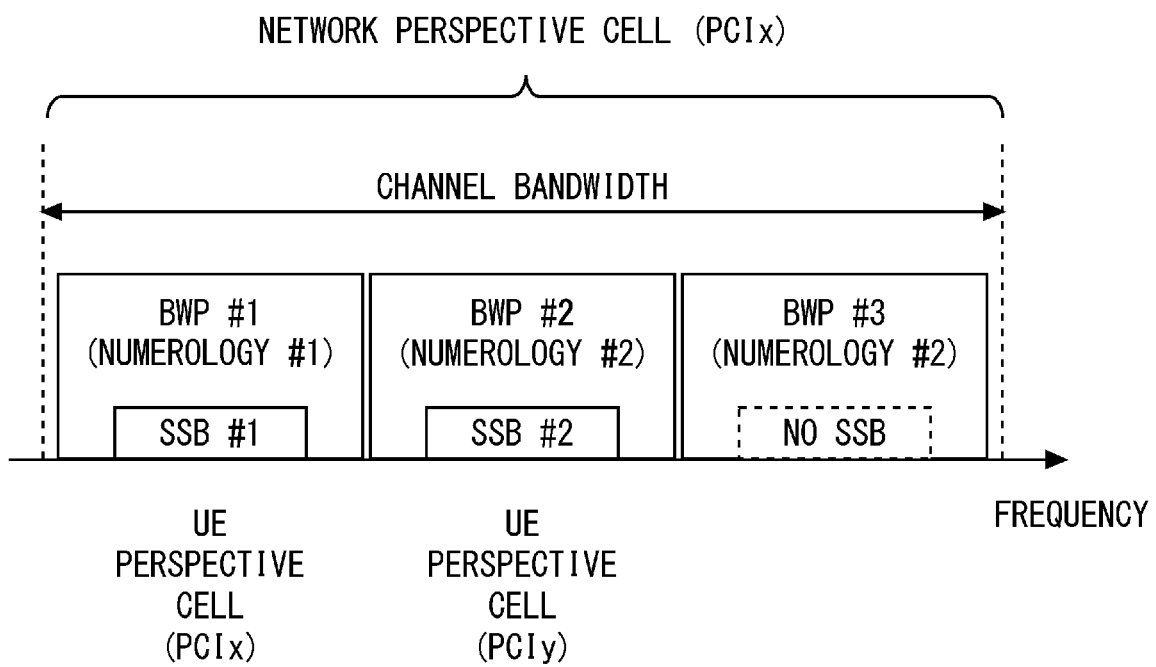 NETWORK PERSPECTIVE CELL (PCIx)
CHANNEL BANDWIDTH
BWP #1
(NUMEROLOGY #1)
SSB #1
BWP #2
(NUMEROLOGY #2)
SSB #2
BWP #3
(NUMEROLOGY #2)
NO SSB
FREQUENCY
UE
PERSPECTIVE
CELL
(PCIx)
UE
PERSPECTIVE
CELL
(PCIy)